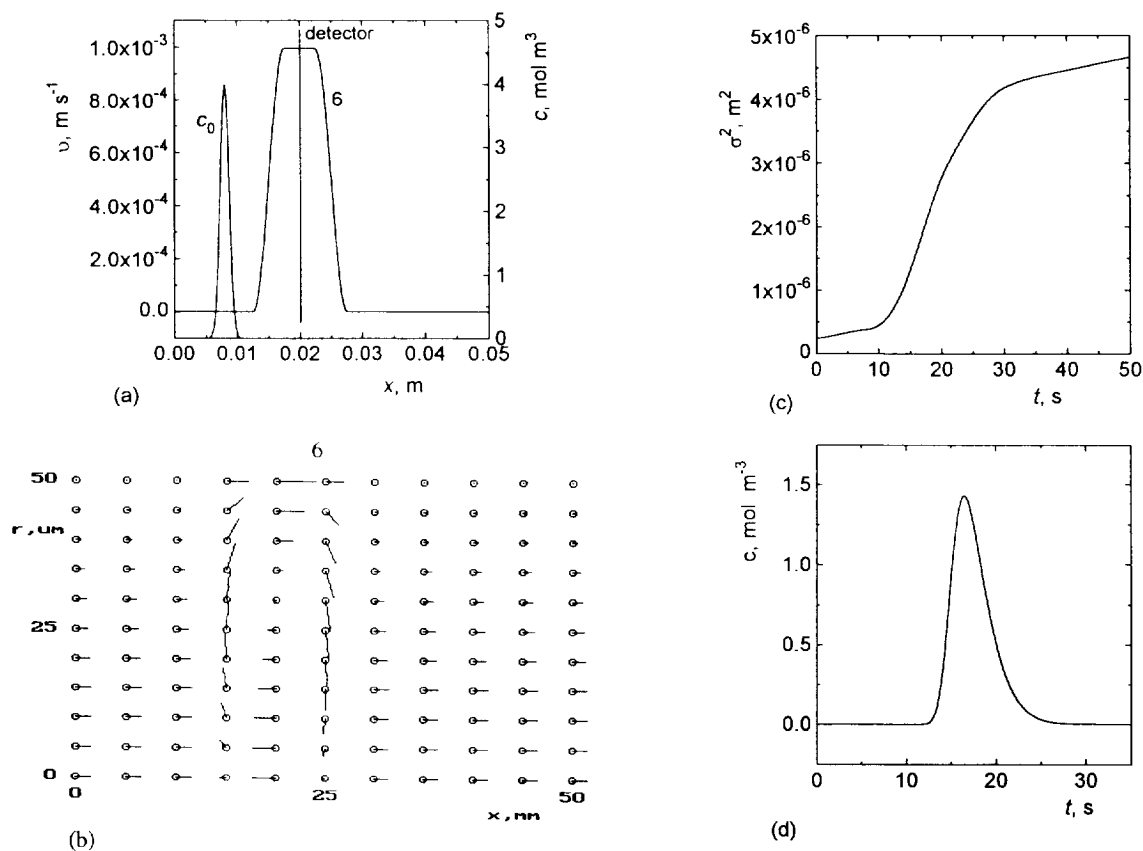 υ, m s⁻¹
1.0x10⁻³
8.0x10⁻⁴
6.0x10⁻⁴
4.0x10⁻⁴
2.0x10⁻⁴
0.0
detector
c₀
6
5
4
3
2
1
0
c, mol m³
0.00 0.01 0.02 0.03 0.04 0.05
x, m
(a)
σ², m²
5x10⁻⁶
4x10⁻⁶
3x10⁻⁶
2x10⁻⁶
1x10⁻⁶
0
0 10 20 30 40 50
t, s
(c)
6
50
r,um
25
0
0 25 50
x,mm
(b)
c, mol m⁻³
1.5
1.0
0.5
0.0
0 10 20 30
t, s
(d)